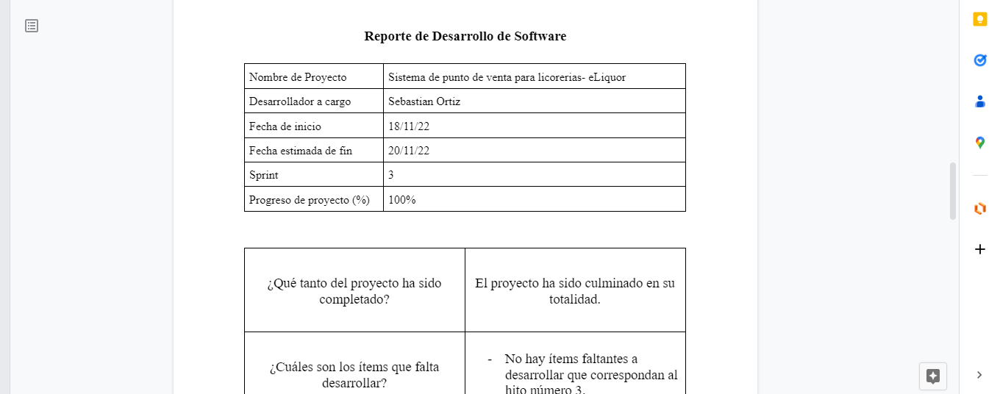 Reporte de Desarrollo de Software
Nombre de Proyecto
Sistema de punto de venta para licorerias- eLiquor
Desarrollador a cargo
Sebastian Ortiz
Fecha de inicio
18/11/22
Fecha estimada de fin
20/11/22
Sprint
3
Progreso de proyecto (%)
100%
¿Qué tanto del proyecto ha sido
completado?
El proyecto ha sido culminado en su
totalidad.
¿Cuáles son los ítems que falta
desarrollar?
- No hay ítems faltantes a
desarrollar que correspondan al
hito número 3.